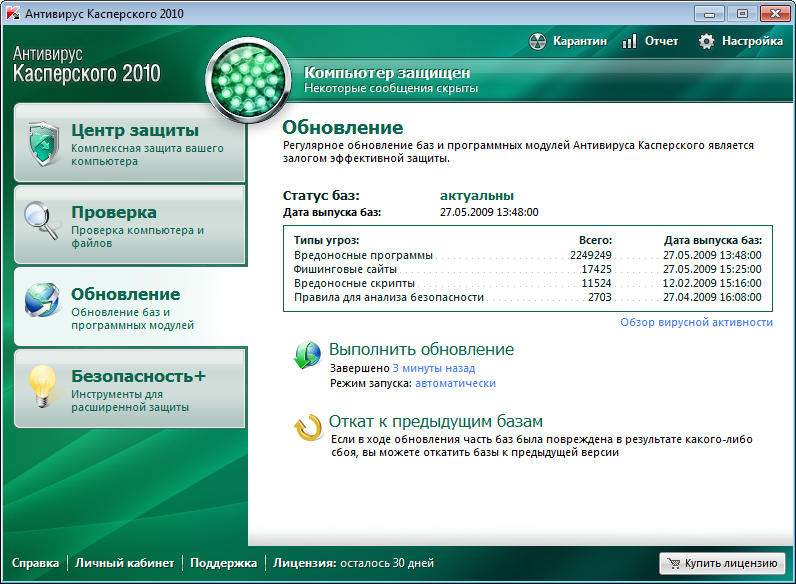 Антивирус Касперского 2010
Антивирус
Касперского 2010
Карантин Отчет Настройка
Компьютер защищен
Некоторые сообщения скрыты
Центр защиты
Комплексная защита вашего
компьютера
Проверка
Проверка компьютера и
файлов
Обновление
Обновление баз и
программных модулей
Безопасность+
Инструменты для
расширенной защиты
Обновление
Регулярное обновление баз и программных модулей Антивируса Касперского является
залогом эффективной защиты.
Статус баз: актуальны
Дата выпуска баз: 27.05.2009 13:48:00
Типы угроз: Всего: Дата выпуска баз:
Вредоносные программы 2249249 27.05.2009 13:48:00
Фишинговые сайты 17425 27.05.2009 15:25:00
Вредоносные скрипты 11524 12.02.2009 15:16:00
Правила для анализа безопасности 2703 27.04.2009 16:08:00
Обзор вирусной активности
Выполнить обновление
Завершено 3 минуты назад
Режим запуска: автоматически
Откат к предыдущим базам
Если в ходе обновления часть баз была повреждена в результате какого-либо
сбоя, вы можете откатить базы к предыдущей версии
Справка Личный кабинет Поддержка Лицензия: осталось 30 дней
Купить лицензию